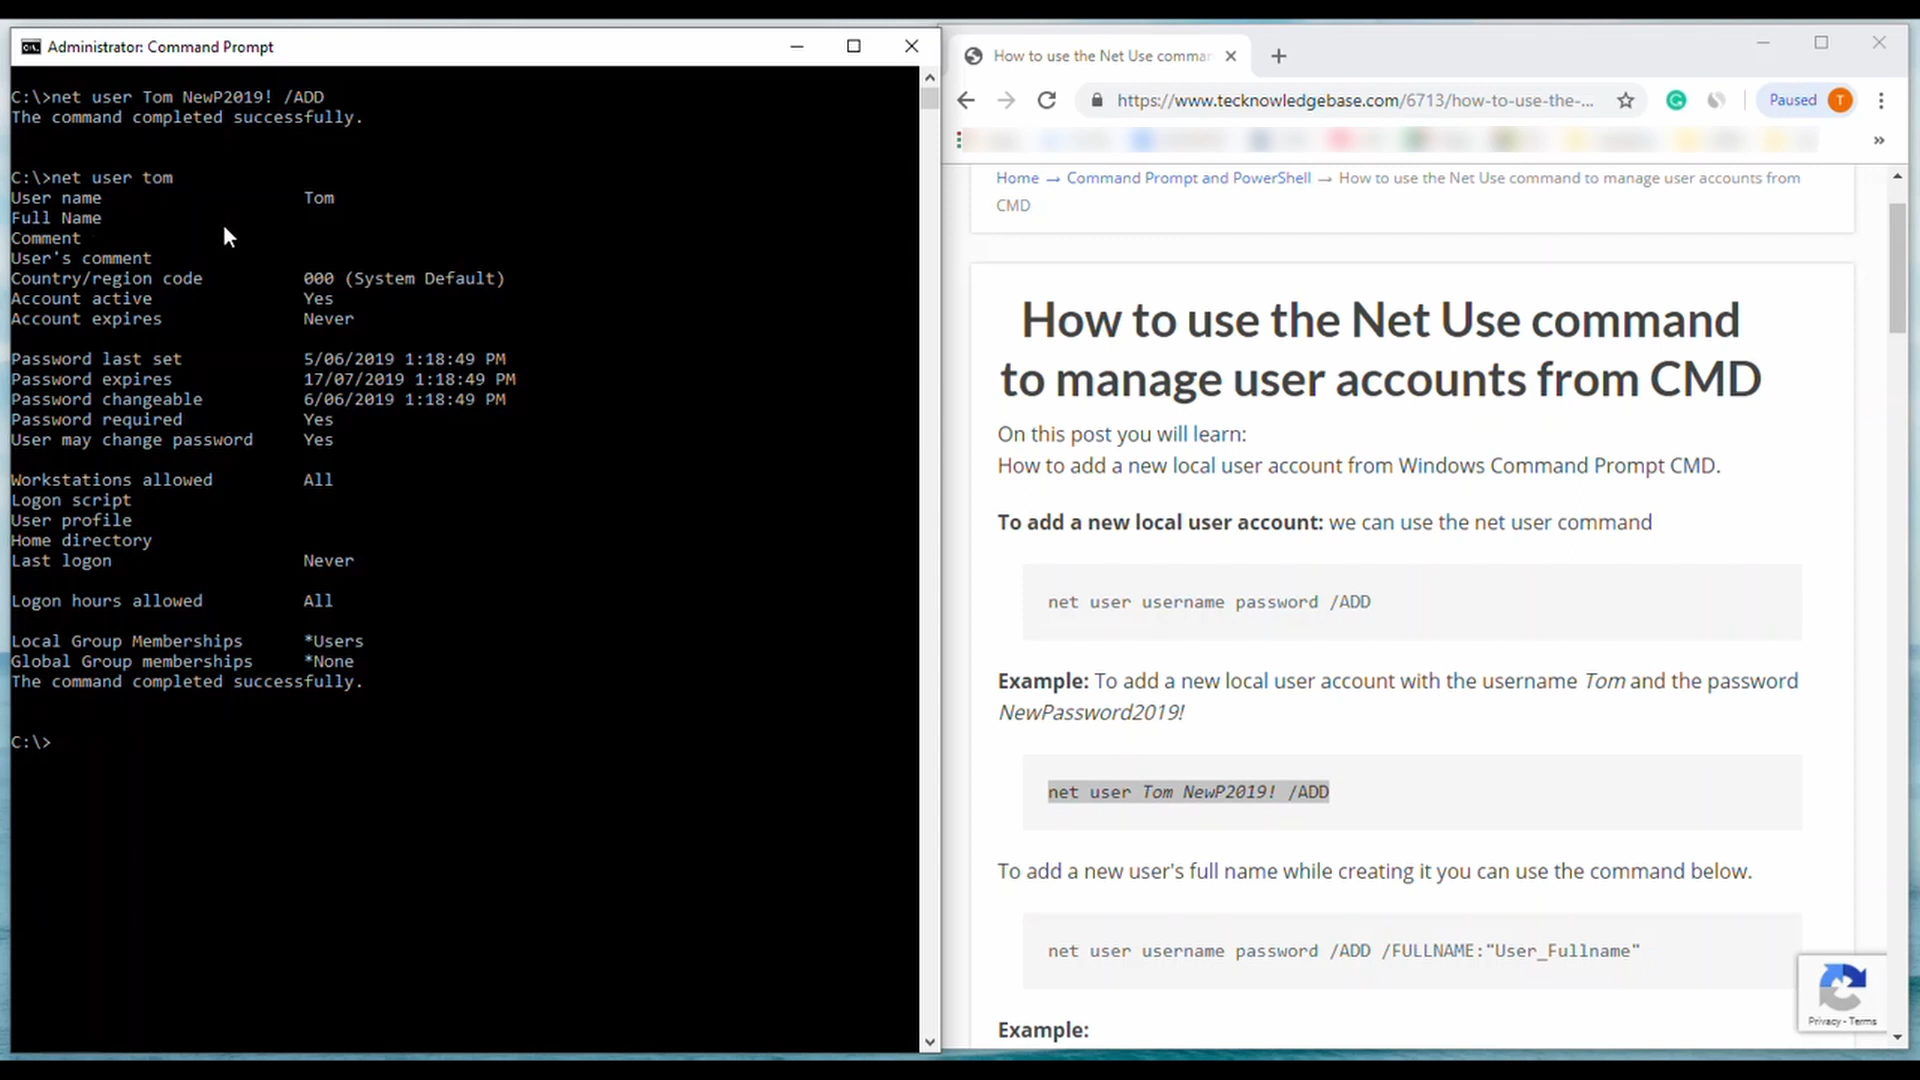 Administrator: Command Prompt
C:\>net user Tom NewP2019! /ADD
The command completed successfully.
C:\>net user tom
User name Tom
Full Name
Comment
User's comment
Country/region code 000 (System Default)
Account active Yes
Account expires Never
Password last set 5/06/2019 1:18:49 PM
Password expires 17/07/2019 1:18:49 PM
Password changeable 6/06/2019 1:18:49 PM
Password required Yes
User may change password Yes
Workstations allowed All
Logon script
User profile
Home directory
Last logon Never
Logon hours allowed All
Local Group Memberships *Users
Global Group memberships *None
The command completed successfully.
C:\>
How to use the Net Use comman
https://www.tecknowledgebase.com/6713/how-to-use-the-...
Paused T
Home → Command Prompt and PowerShell → How to use the Net Use command to manage user accounts from
CMD
How to use the Net Use command
to manage user accounts from CMD
On this post you will learn:
How to add a new local user account from Windows Command Prompt CMD.
To add a new local user account: we can use the net user command
net user username password /ADD
Example: To add a new local user account with the username Tom and the password
NewPassword2019!
net user Tom NewP2019! /ADD
To add a new user's full name while creating it you can use the command below.
net user username password /ADD /FULLNAME:"User_Fullname"
Privacy - Terms
Example: